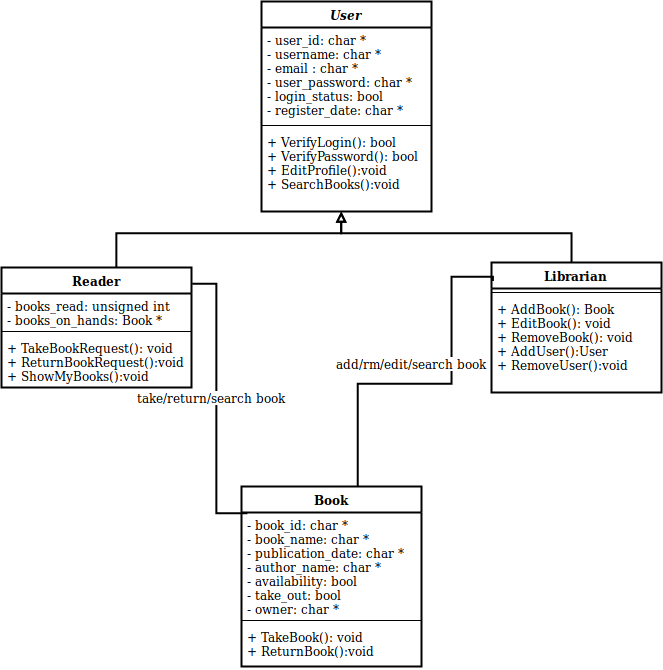 User
- user_id: char *
- username: char *
- email : char *
- user_password: char *
- login_status: bool
- register_date: char *
+ VerifyLogin(): bool
+ VerifyPassword(): bool
+ EditProfile():void
+ SearchBooks():void
Reader
- books_read: unsigned int
- books_on_hands: Book *
+ TakeBookRequest(): void
+ ReturnBookRequest():void
+ ShowMyBooks():void
Librarian
+ AddBook(): Book
+ EditBook(): void
+ RemoveBook(): void
+ AddUser():User
+ RemoveUser():void
add/rm/edit/search book
take/return/search book
Book
- book_id: char *
- book_name: char *
- publication_date: char *
- author_name: char *
- availability: bool
- take_out: bool
- owner: char *
+ TakeBook(): void
+ ReturnBook():void